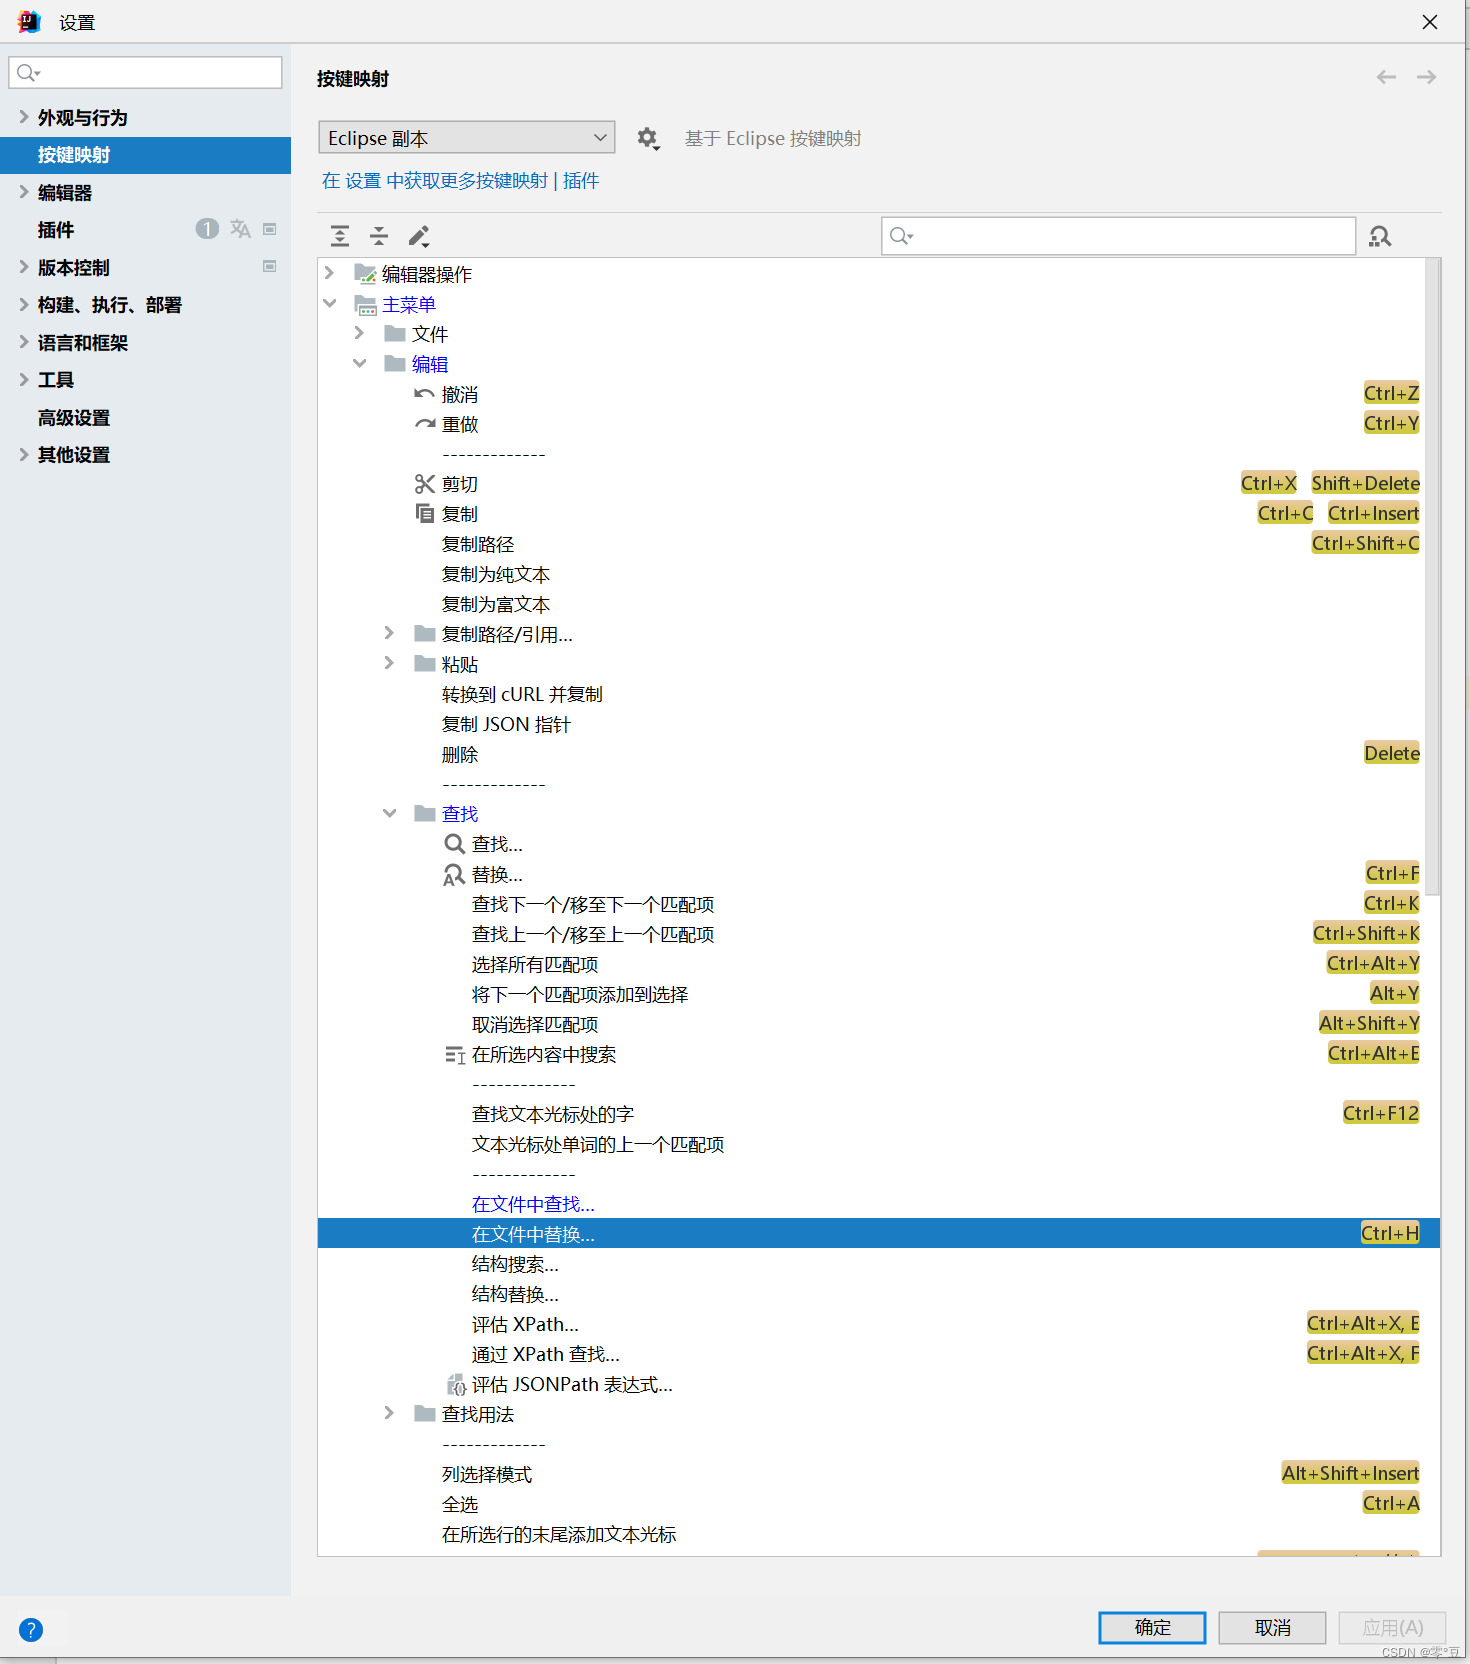 设置
按键映射
外观与行为
按键映射
编辑器
插件 1
版本控制
构建、执行、部署
语言和框架
工具
高级设置
其他设置
Eclipse 副本 基于 Eclipse 按键映射
在 设置 中获取更多按键映射 | 插件
编辑器操作
主菜单
文件
编辑
撤消 Ctrl+Z
重做 Ctrl+Y
-------------
剪切 Ctrl+X Shift+Delete
复制 Ctrl+C Ctrl+Insert
复制路径 Ctrl+Shift+C
复制为纯文本
复制为富文本
复制路径/引用...
粘贴
转换到 cURL 并复制
复制 JSON 指针
删除 Delete
-------------
查找
查找...
替换... Ctrl+F
查找下一个/移至下一个匹配项 Ctrl+K
查找上一个/移至上一个匹配项 Ctrl+Shift+K
选择所有匹配项 Ctrl+Alt+Y
将下一个匹配项添加到选择 Alt+Y
取消选择匹配项 Alt+Shift+Y
在所选内容中搜索 Ctrl+Alt+E
-------------
查找文本光标处的字 Ctrl+F12
文本光标处单词的上一个匹配项
-------------
在文件中查找...
在文件中替换... Ctrl+H
结构搜索...
结构替换...
评估 XPath... Ctrl+Alt+X, E
通过 XPath 查找... Ctrl+Alt+X, F
评估 JSONPath 表达式...
查找用法
-------------
列选择模式 Alt+Shift+Insert
全选 Ctrl+A
在所选行的末尾添加文本光标
?
确定 取消 应用(A)
CSDN @零°豆